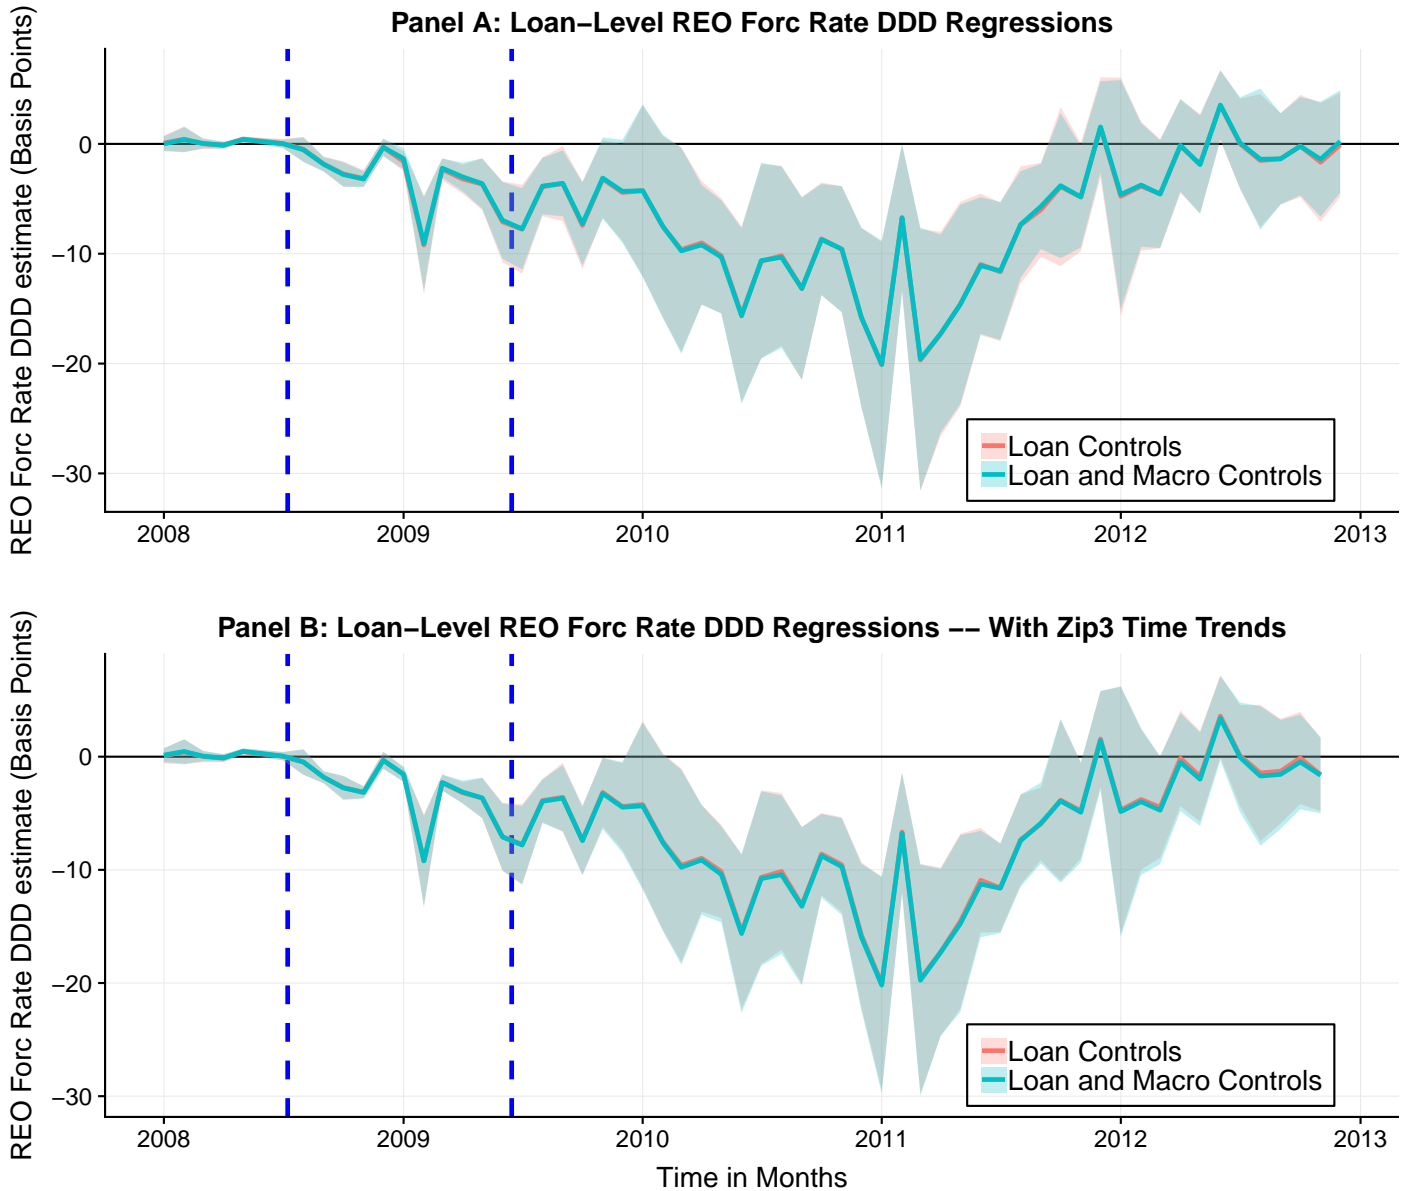 Panel A: Loan−Level REO Forc Rate DDD Regressions
REO Forc Rate DDD estimate (Basis Points)
0
−10
−20
−30
Loan Controls
Loan and Macro Controls
2008 2009 2010 2011 2012 2013
Panel B: Loan−Level REO Forc Rate DDD Regressions −− With Zip3 Time Trends
REO Forc Rate DDD estimate (Basis Points)
0
−10
−20
−30
Loan Controls
Loan and Macro Controls
2008 2009 2010 2011 2012 2013
Time in Months